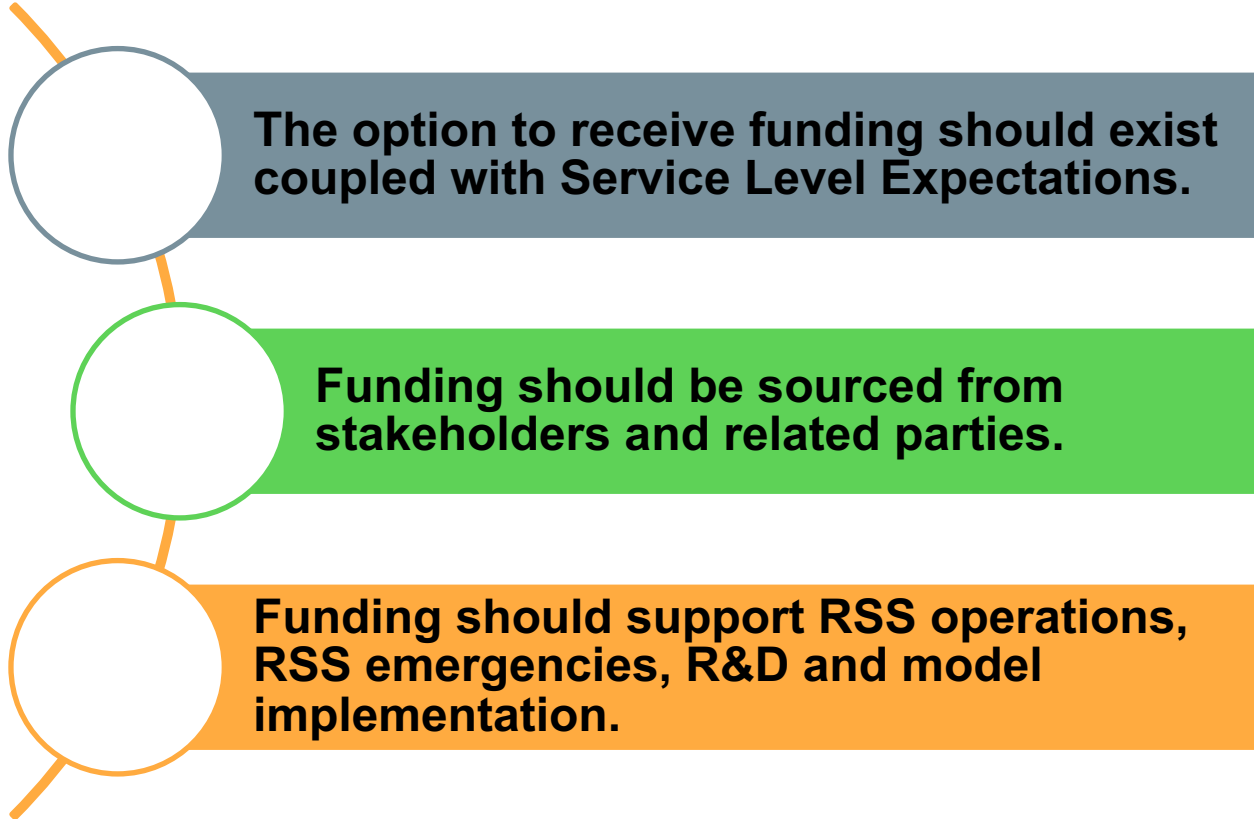 The option to receive funding should exist
coupled with Service Level Expectations.
Funding should be sourced from
stakeholders and related parties.
Funding should support RSS operations,
RSS emergencies, R&D and model
implementation.